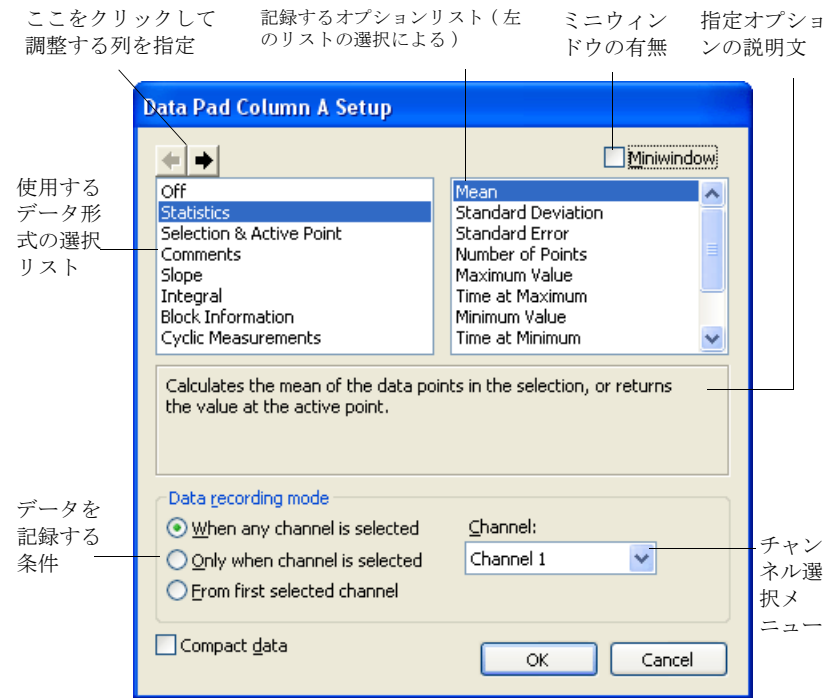 ここをクリックして
調整する列を指定
記録するオプションリスト ( 左
のリストの選択による )
ミニウィン
ドウの有無
指定オプショ
ンの説明文
Data Pad Column A Setup
Miniwindow
使用する
データ形
式の選択
リスト
Off
Statistics
Selection & Active Point
Comments
Slope
Integral
Block Information
Cyclic Measurements
Mean
Standard Deviation
Standard Error
Number of Points
Maximum Value
Time at Maximum
Minimum Value
Time at Minimum
Calculates the mean of the data points in the selection, or returns
the value at the active point.
データを
記録する
条件
Data recording mode
When any channel is selected
Only when channel is selected
From first selected channel
Channel:
Channel 1
チャン
ネル選
択メ
ニュー
Compact data
OK
Cancel